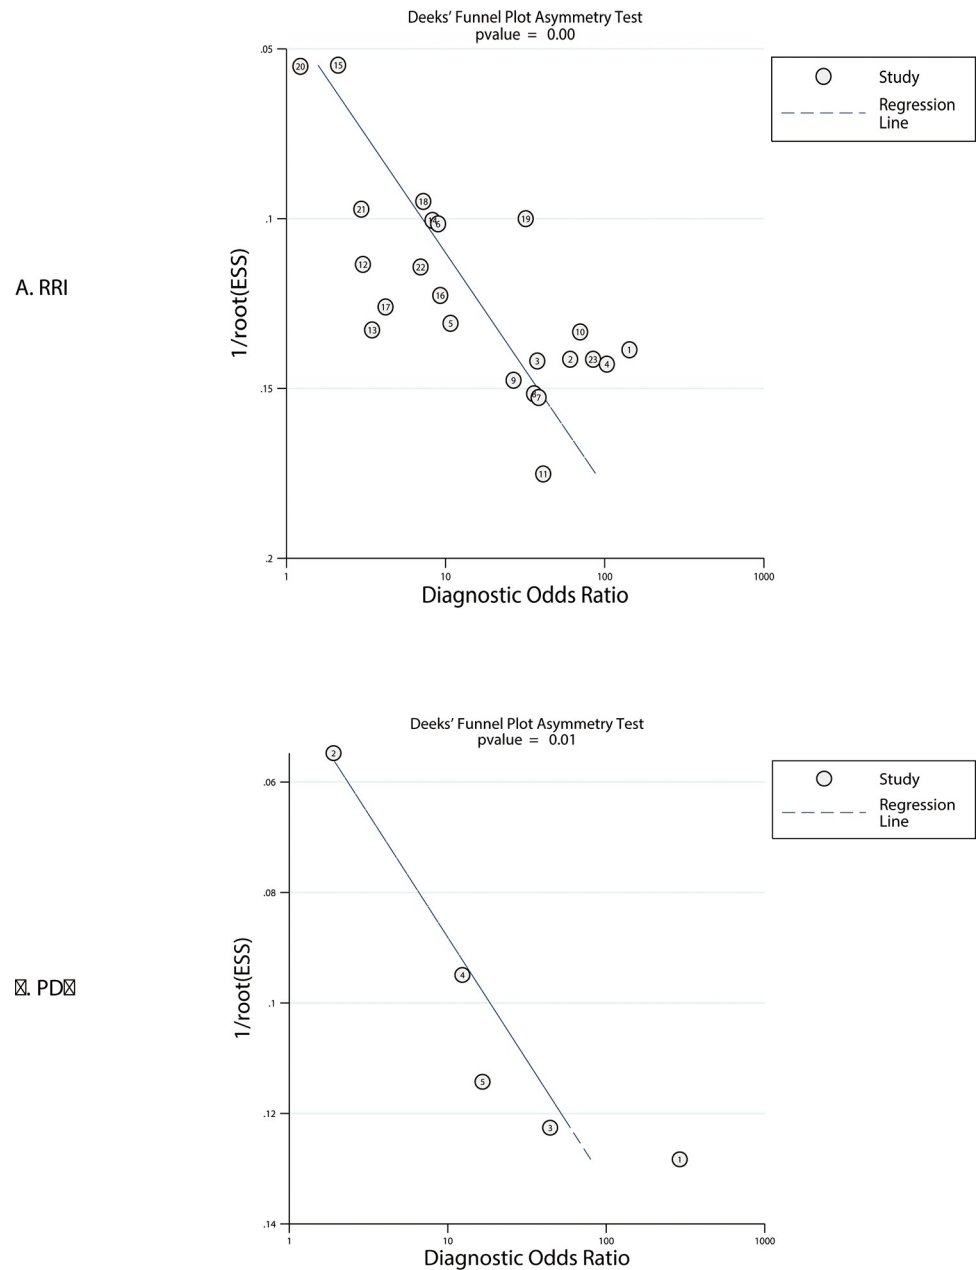 Deeks’ Funnel Plot Asymmetry Test
pvalue = 0.00
Study
Regression
Line
A. RRI
1/root(ESS)
.05
.1
.15
.2
20
15
18
21
6
19
12
22
16
17
5
13
10
1
3
2
23
4
9
7
11
1
10
100
1000
Diagnostic Odds Ratio
Deeks’ Funnel Plot Asymmetry Test
pvalue = 0.01
Study
Regression
Line
. PD
1/root(ESS)
.06
.08
.1
.12
.14
2
4
5
3
1
1
10
100
1000
Diagnostic Odds Ratio